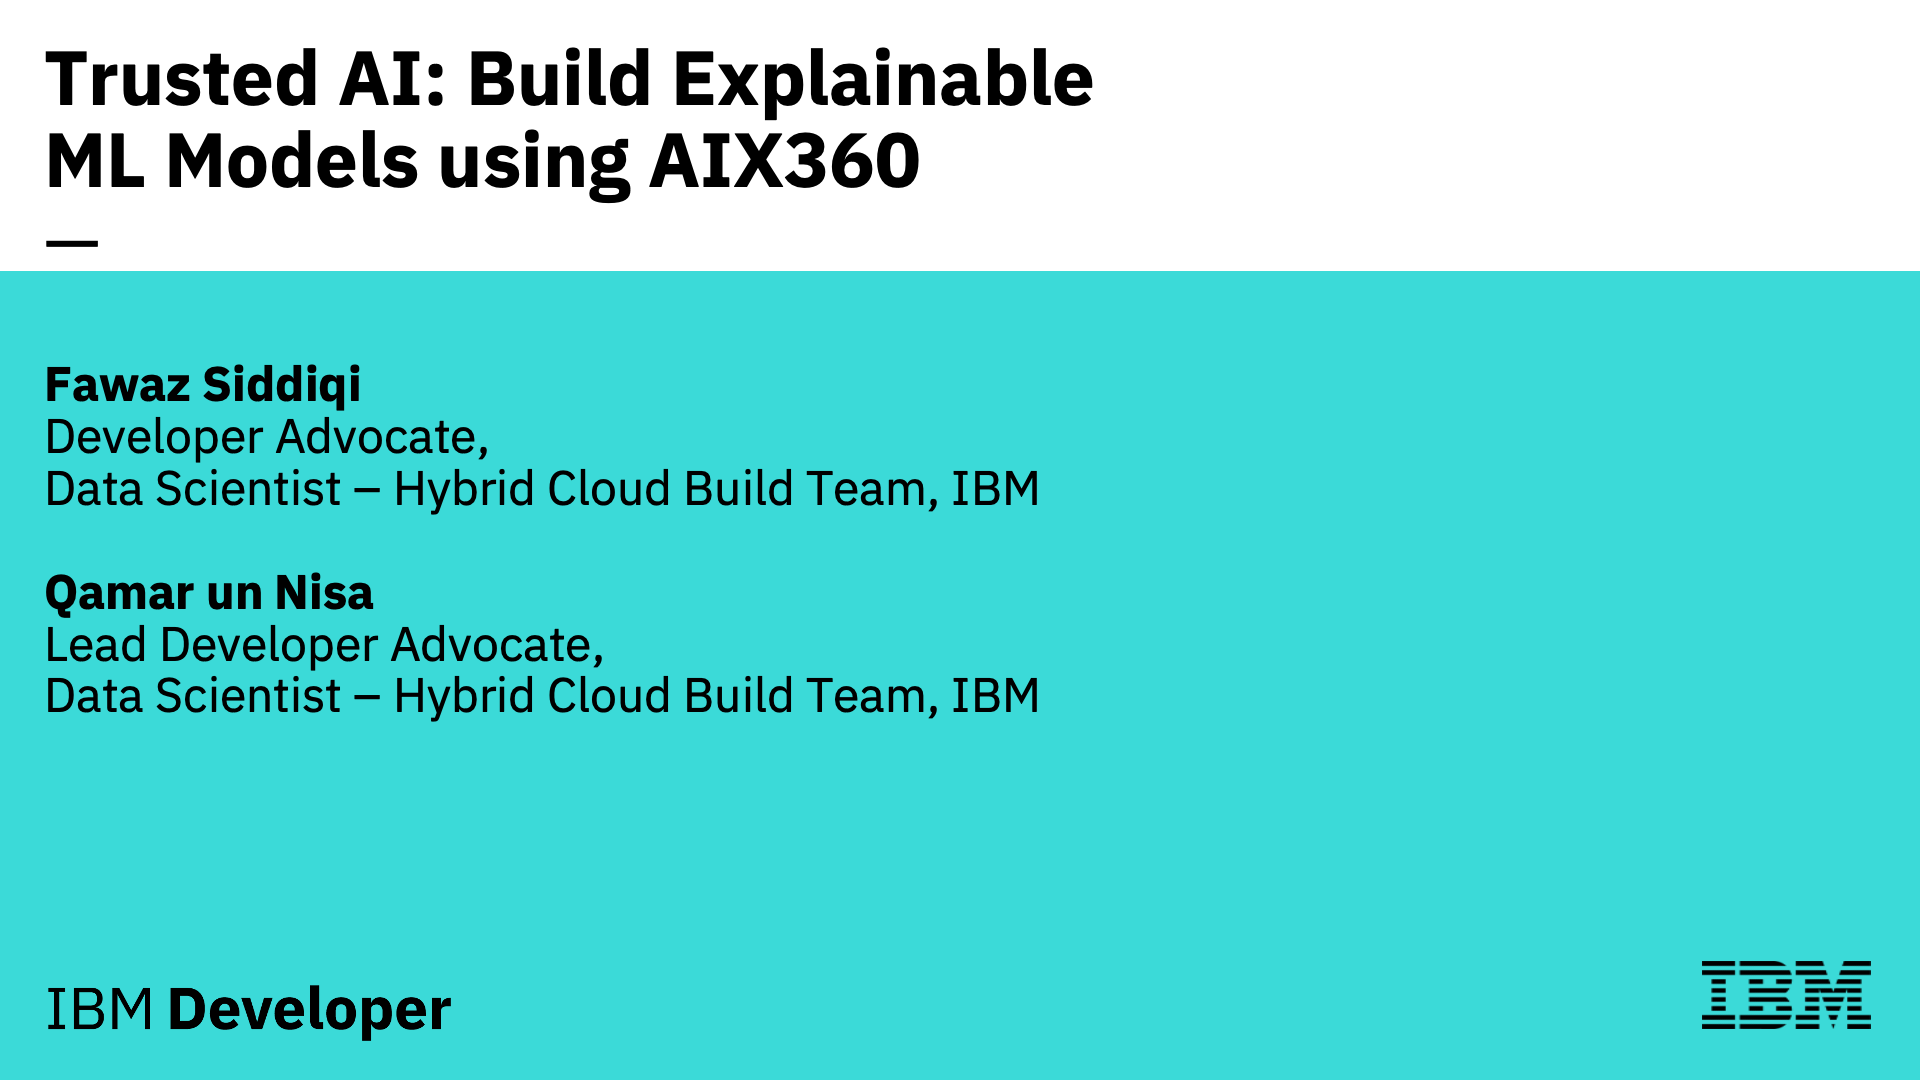 Trusted AI: Build Explainable
ML Models using AIX360
—
Fawaz Siddiqi
Developer Advocate,
Data Scientist – Hybrid Cloud Build Team, IBM
Qamar un Nisa
Lead Developer Advocate,
Data Scientist – Hybrid Cloud Build Team, IBM
IBM Developer
IBM